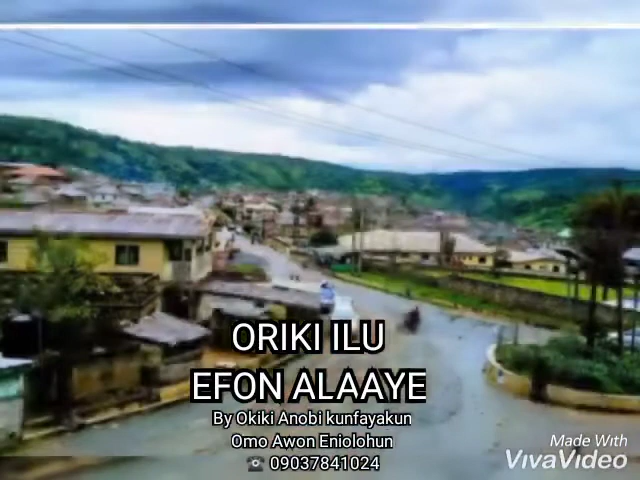 ORIKI ILU
EFON ALAAYE
By Okiki Anobi kunfayakun
Omo Awon Eniolohun
☎ 09037841024
Made With
VivaVideo